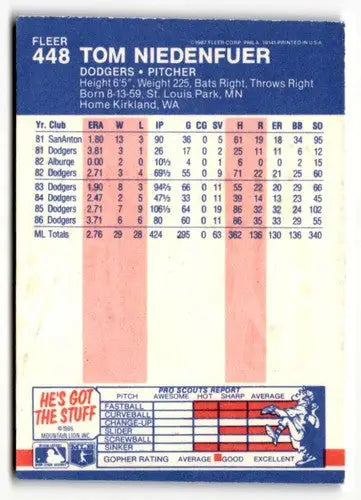 FLEER ©1987 FLEER CORP. PHILA. 19141-PRINTED IN U.S.A.
448 TOM NIEDENFUER
DODGERS • PITCHER
Height 6'5", Weight 225, Bats Right, Throws Right
Born 8-13-59, St. Louis Park, MN
Home Kirkland, WA
Yr. Club ERA W L IP G CG SV H R ER BB SO
81 SanAnton 1.80 13 3 90 36 0 5 61 19 18 34 95
81 Dodgers 3.81 3 1 26 17 0 2 25 11 11 6 12
82 Alburqe 0.00 2 0 10⅓ 4 0 0 6 0 0 5 15
82 Dodgers 2.71 3 4 69⅔ 55 0 9 71 22 21 25 60
83 Dodgers 1.90 8 3 94⅔ 66 0 11 55 22 20 29 66
84 Dodgers 2.47 2 5 47⅓ 33 0 11 39 14 13 23 45
85 Dodgers 2.71 7 9 106⅓ 64 0 19 86 32 32 24 102
86 Dodgers 3.71 6 6 80 60 0 11 86 35 33 29 55
ML Totals 2.76 29 28 424 295 0 63 362 136 130 136 340
HE'S GOT THE STUFF
©1986
MOUNTAIN LION, INC.
PRO SCOUTS REPORT
PITCH AWESOME HOT SHARP AVERAGE
FASTBALL
CURVEBALL
CHANGE-UP
SLIDER
SCREWBALL
SINKER
GOPHER RATING AVERAGE GOOD EXCELLENT